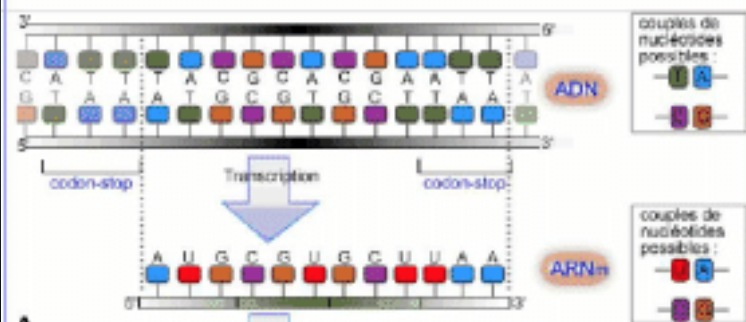 couples de
nucléotides
possibles :
T A
C G
3'
5'
C A T T T A C G C A C G A A T T A
G T A A A T G C G T G C T T A A T
ADN
5'
3'
codon-stop
codon-stop
Transcription
A U G C G U G C U U A A
ARNm
5'
3'
couples de
nucléotides
possibles :
U A
C G